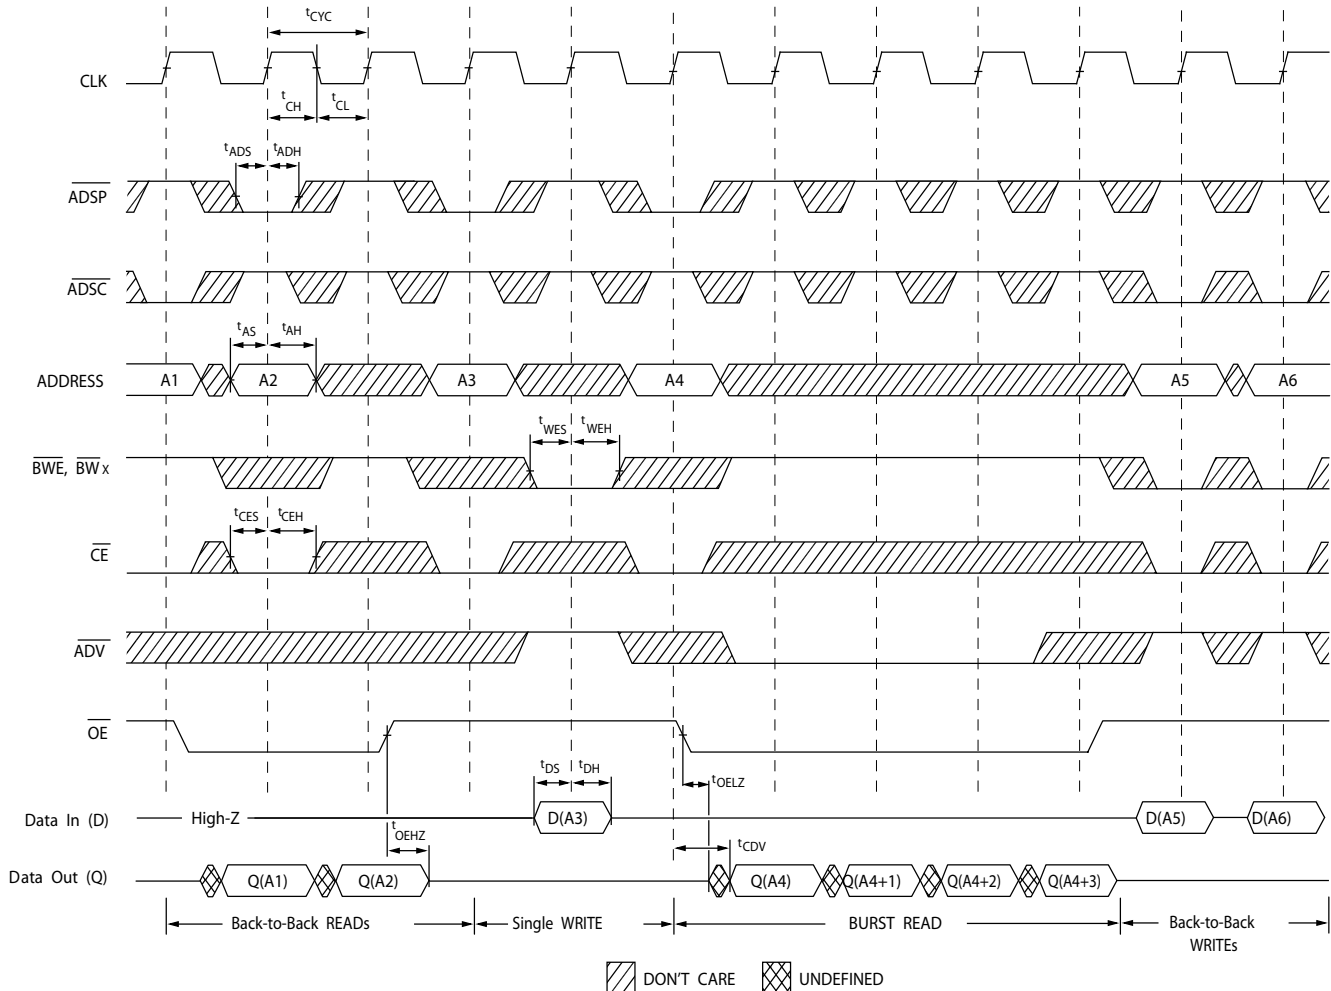 tCYC
CLK
tCH tCL
tADS tADH
ADSP
ADSC
tAS tAH
ADDRESS A1 A2 A3 A4 A5 A6
tWES tWEH
BWE, BWx
tCES tCEH
CE
ADV
OE
tDS tDH tOELZ
Data In (D) High-Z D(A3) D(A5) D(A6)
tOEHZ tCDV
Data Out (Q) Q(A1) Q(A2) Q(A4) Q(A4+1) Q(A4+2) Q(A4+3)
Back-to-Back READs Single WRITE BURST READ Back-to-Back
WRITEs
DON'T CARE UNDEFINED